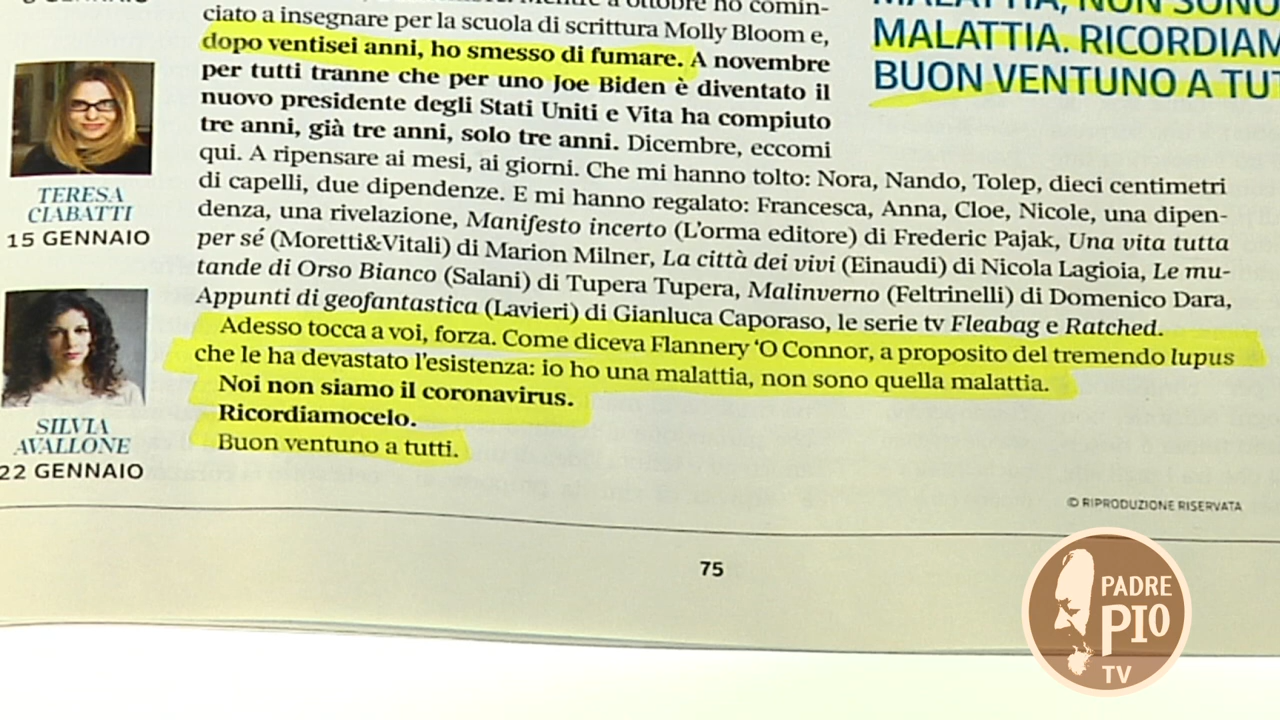 ciato a insegnare per la scuola di scrittura Molly Bloom e,
dopo ventisei anni, ho smesso di fumare. A novembre
per tutti tranne che per uno Joe Biden è diventato il
nuovo presidente degli Stati Uniti e Vita ha compiuto
tre anni, già tre anni, solo tre anni. Dicembre, eccomi
qui. A ripensare ai mesi, ai giorni. Che mi hanno tolto: Nora, Nando, Tolep, dieci centimetri
di capelli, due dipendenze. E mi hanno regalato: Francesca, Anna, Cloe, Nicole, una dipen-
denza, una rivelazione, Manifesto incerto (L'orma editore) di Frederic Pajak, Una vita tutta
per sé (Moretti&Vitali) di Marion Milner, La città dei vivi (Einaudi) di Nicola Lagioia, Le mu-
tande di Orso Bianco (Salani) di Tupera Tupera, Malinverno (Feltrinelli) di Domenico Dara,
Appunti di geofantastica (Lavieri) di Gianluca Caporaso, le serie tv Fleabag e Ratched.
Adesso tocca a voi, forza. Come diceva Flannery 'O Connor, a proposito del tremendo lupus
che le ha devastato l'esistenza: io ho una malattia, non sono quella malattia.
Noi non siamo il coronavirus.
Ricordiamocelo.
Buon ventuno a tutti.
MALATTIA, NON SONO
MALATTIA. RICORDIAM
BUON VENTUNO A TUT
TERESA
CIABATTI
15 GENNAIO
SILVIA
AVALLONE
22 GENNAIO
© RIPRODUZIONE RISERVATA
75
PADRE
PIO
TV